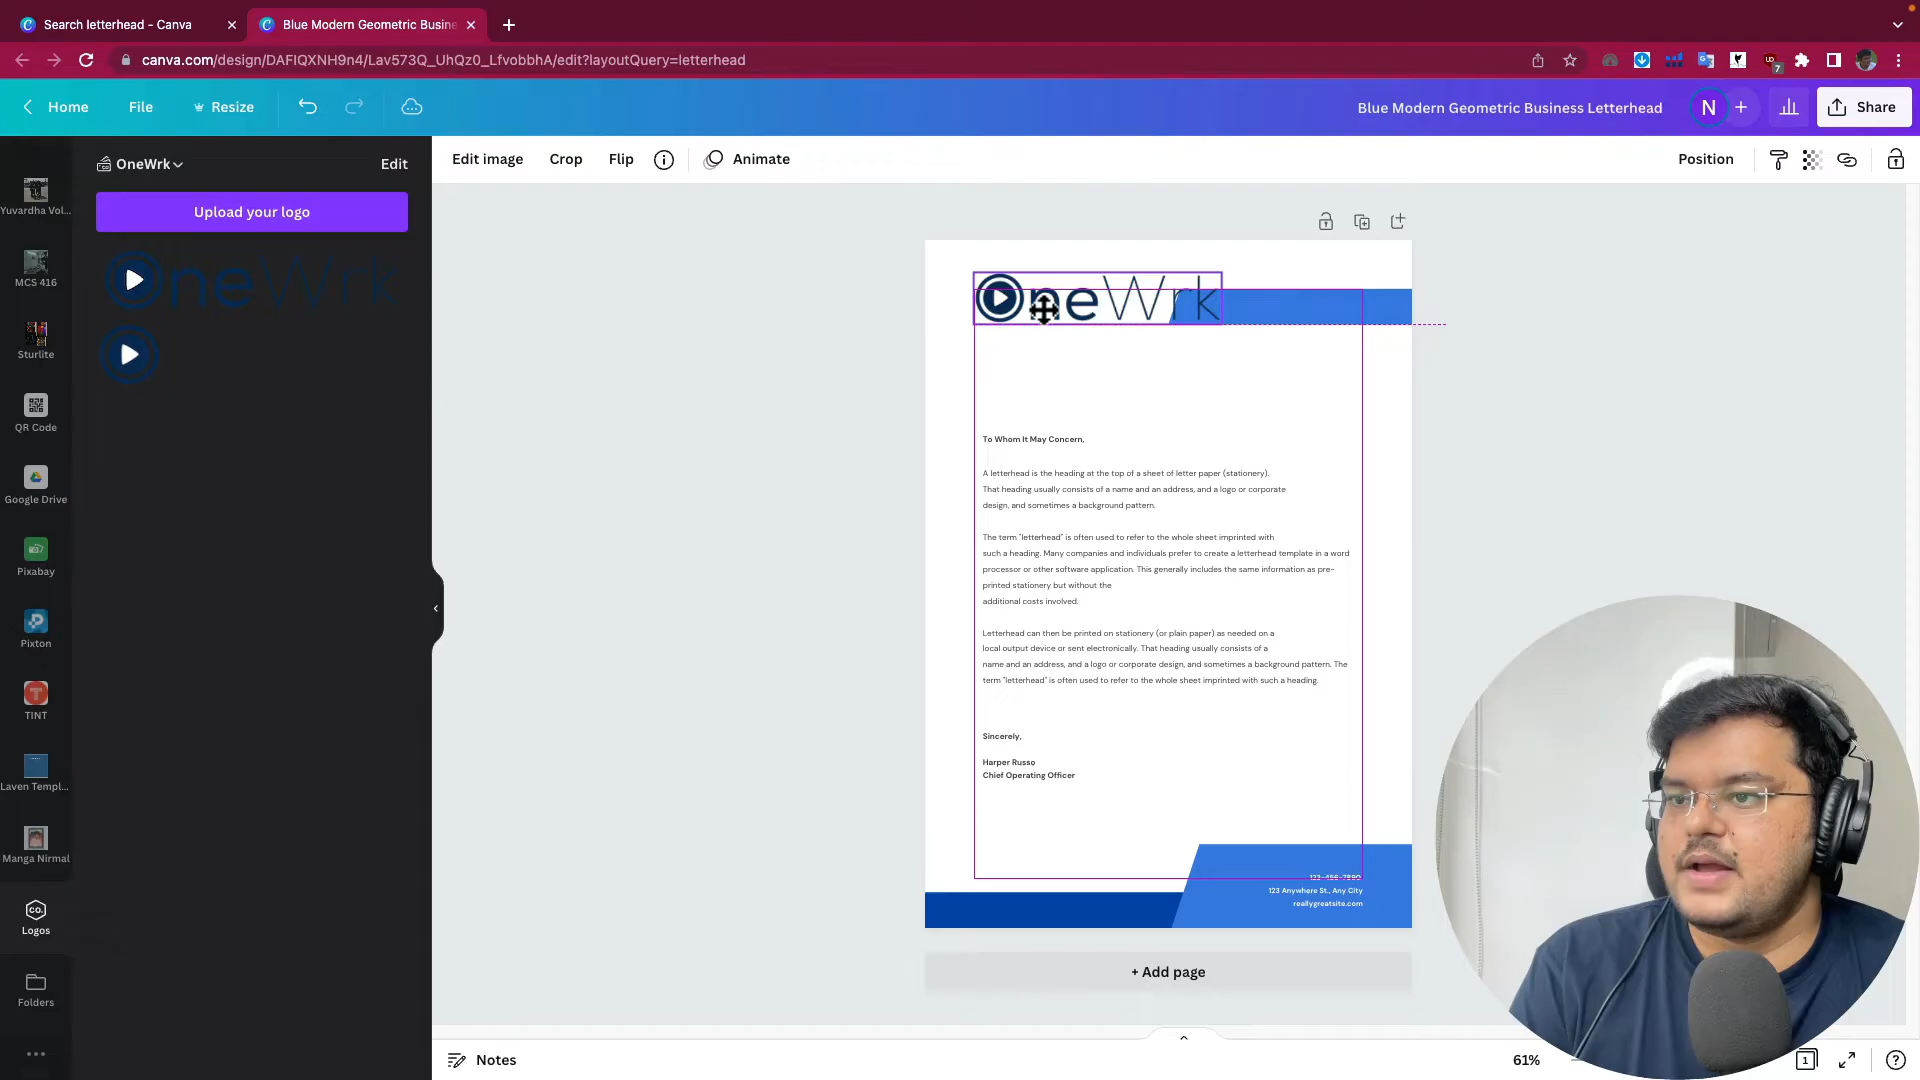 Search letterhead - Canva
Blue Modern Geometric Busin
canva.com/design/DAFIQXNH9n4/Lav573Q_UhQz0_LfvobbhA/edit?layoutQuery=letterhead
7
Home
File
Resize
Blue Modern Geometric Business Letterhead
N
Share
OneWrk
Edit
Edit image
Crop
Flip
Animate
Position
Upload your logo
OneWrk
Yuvardha Vol...
MCS 416
Sturlite
QR Code
Google Drive
Pixabay
Pixton
TINT
Laven Templ...
Manga Nirmal
co.
Logos
Folders
OneWrk
To Whom It May Concern,
A letterhead is the heading at the top of a sheet of letter paper (stationery).
That heading usually consists of a name and an address, and a logo or corporate
design, and sometimes a background pattern.
The term "letterhead" is often used to refer to the whole sheet imprinted with
such a heading. Many companies and individuals prefer to create a letterhead template in a word
processor or other software application. This generally includes the same information as pre-
printed stationery but without the
additional costs involved.
Letterhead can then be printed on stationery (or plain paper) as needed on a
local output device or sent electronically. That heading usually consists of a
name and an address, and a logo or corporate design, and sometimes a background pattern. The
term "letterhead" is often used to refer to the whole sheet imprinted with such a heading.
Sincerely,
Harper Russo
Chief Operating Officer
123-456-7890
123 Anywhere St., Any City
reallygreatsite.com
+ Add page
Notes
61%
1